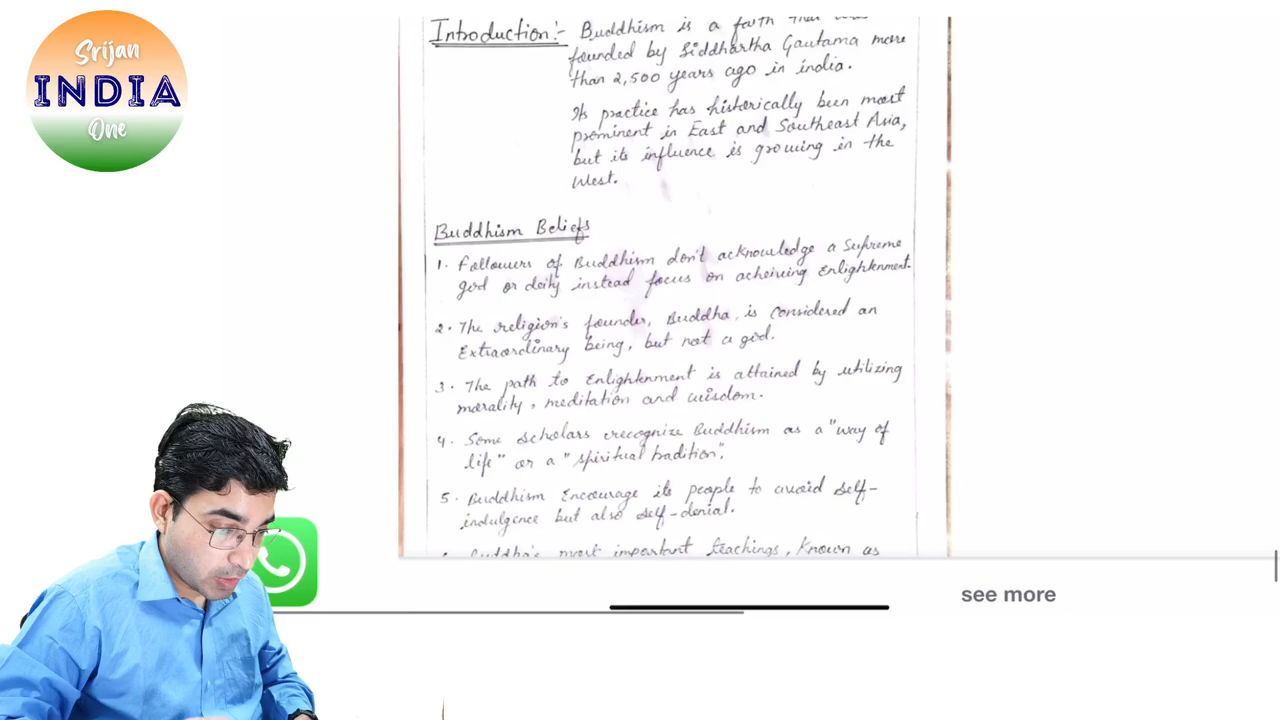 Srijan
INDIA
One
Introduction:- Buddhism is a faith that was
founded by Siddhartha Gautama more
than 2,500 years ago in india.
Its practice has historically been most
prominent in East and Southeast Asia,
but its influence is growing in the
West.
Buddhism Beliefs
1. Followers of Buddhism don't acknowledge a Supreme
god or deity instead focus on acheiving Enlightenment.
2. The religion's founder, Buddha, is considered an
Extraordinary being, but not a god.
3. The path to Enlightenment is attained by utilizing
morality, meditation and wisdom.
4. Some scholars recognize Buddhism as a "way of
life" or a "spiritual tradition".
5. Buddhism Encourage its people to avoid self-
indulgence but also self-denial.
Buddha's most important teachings, Known as
see more